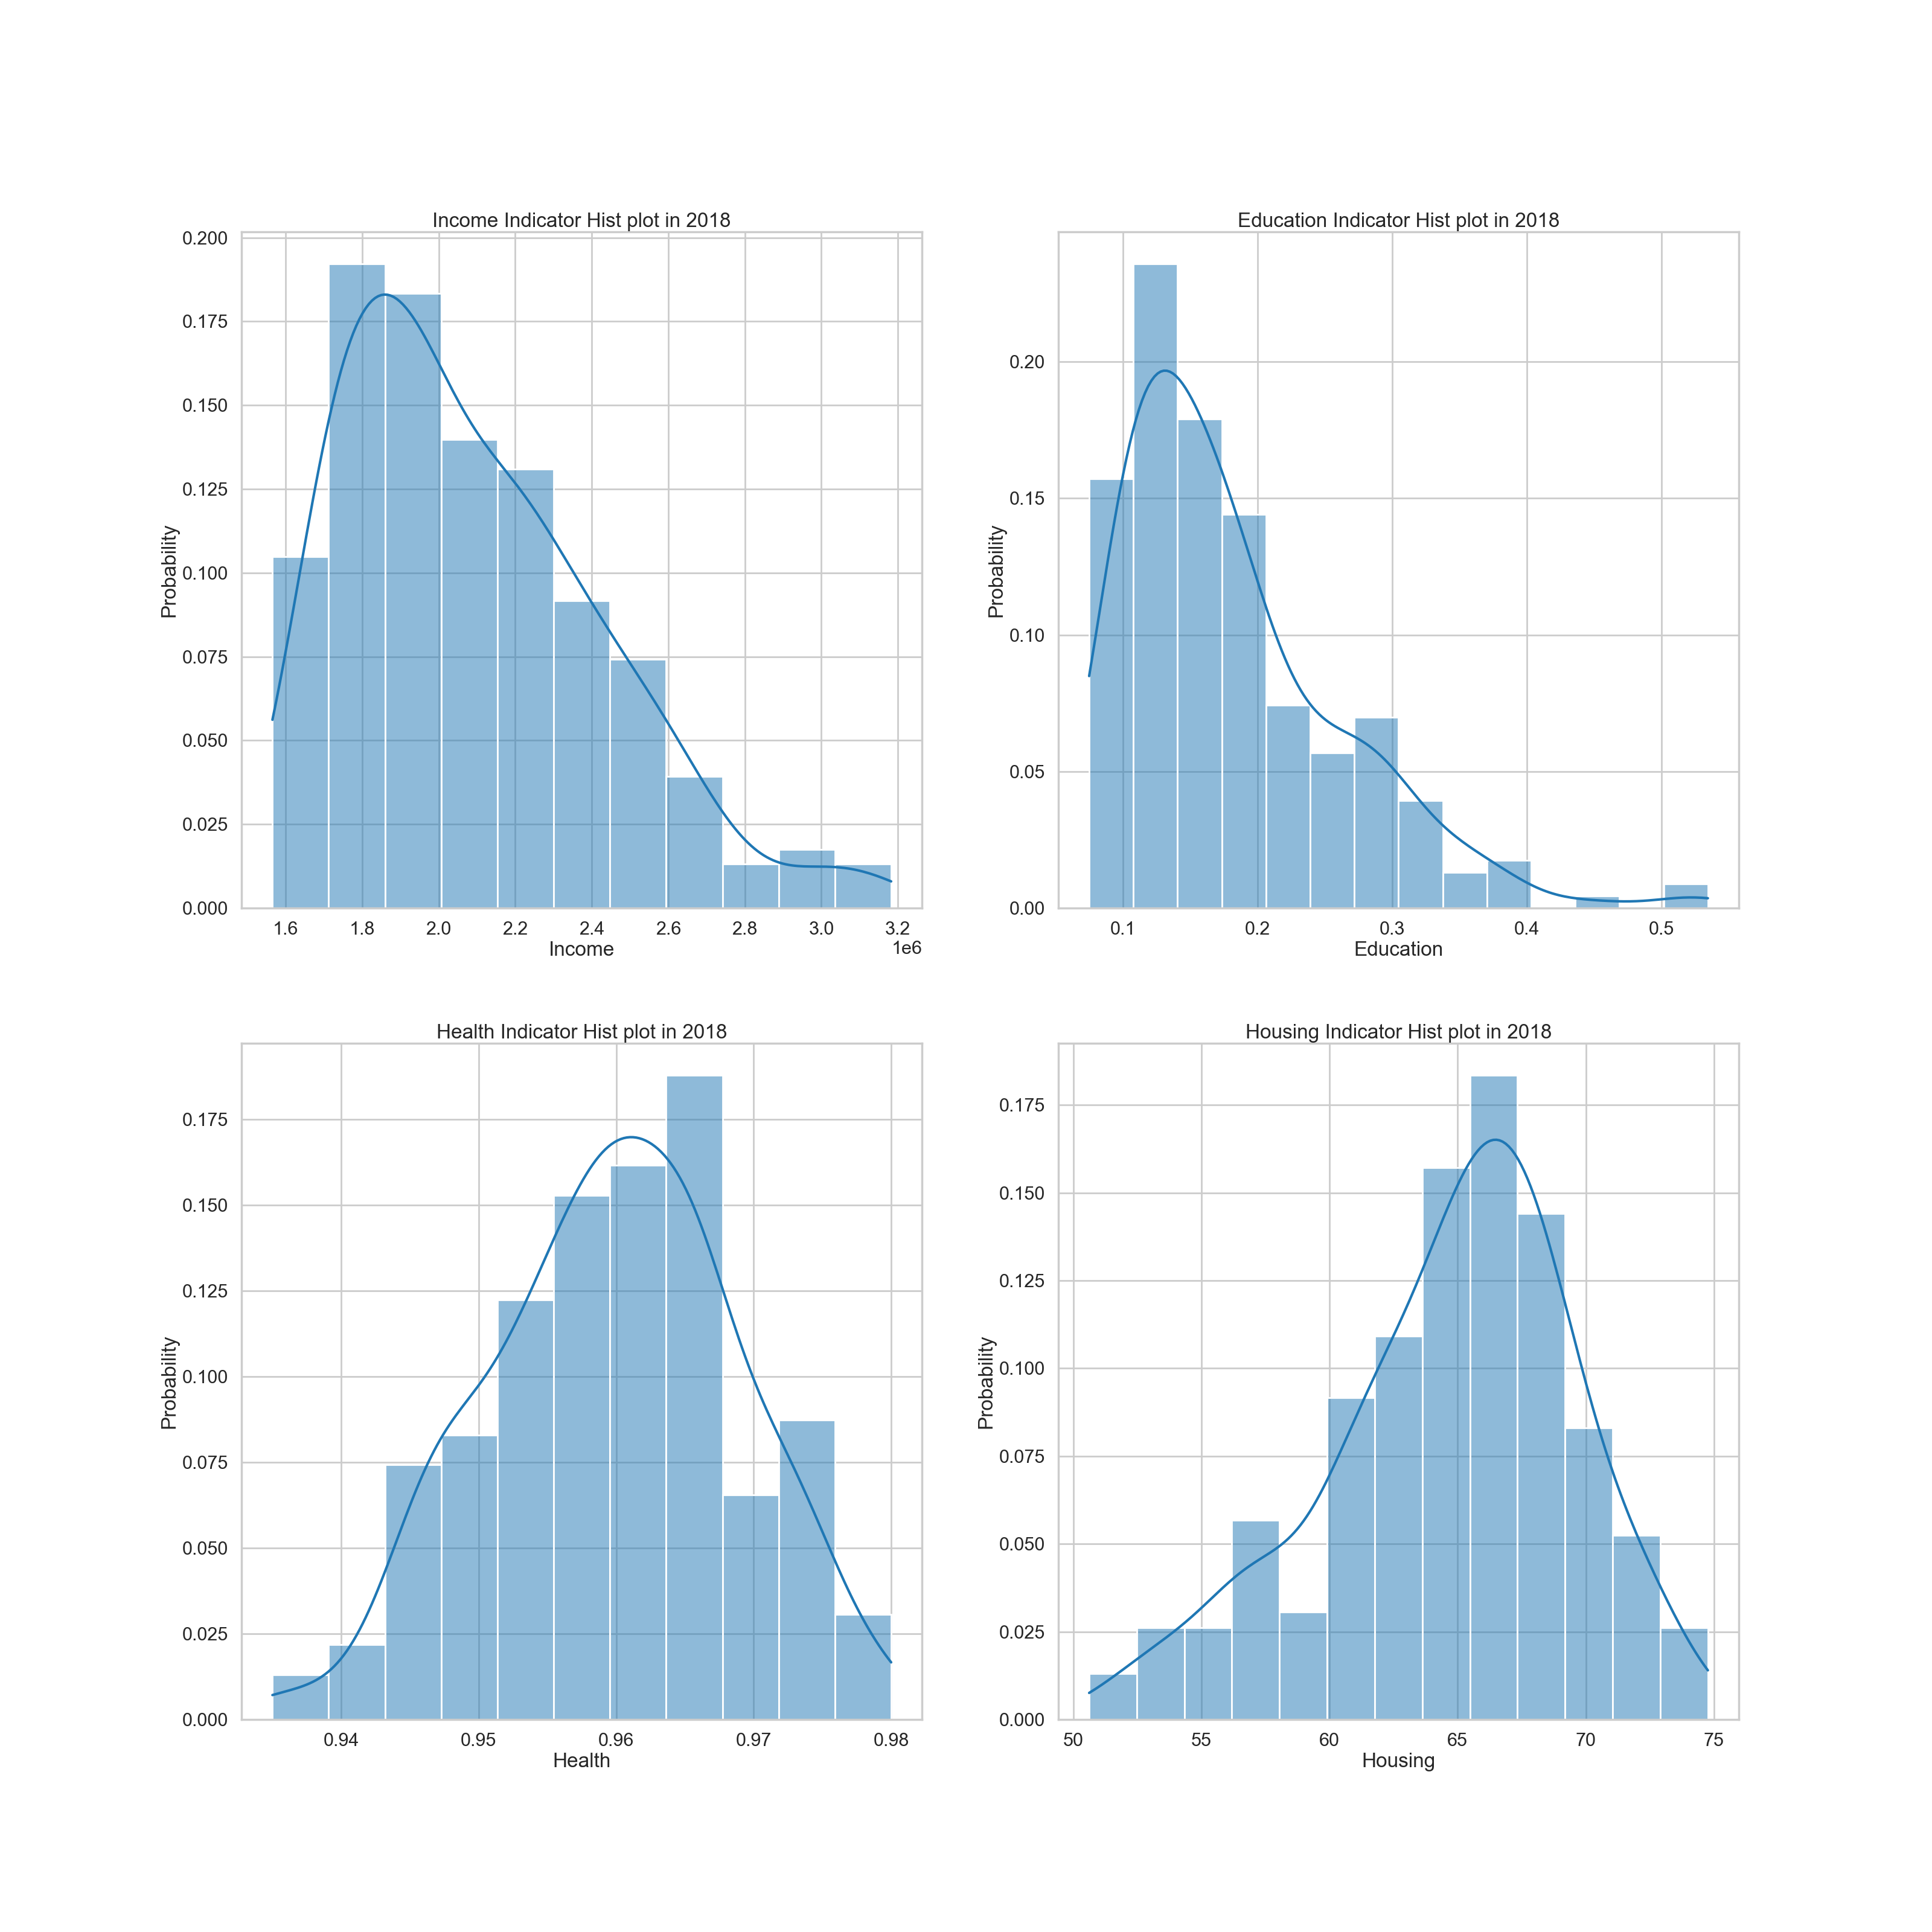 Income Indicator Hist plot in 2018
0.200
0.175
0.150
0.125
0.100
0.075
0.050
0.025
0.000
Probability
1.6 1.8 2.0 2.2 2.4 2.6 2.8 3.0 3.2
1e6
Income
Education Indicator Hist plot in 2018
0.20
0.15
0.10
0.05
0.00
Probability
0.1 0.2 0.3 0.4 0.5
Education
Health Indicator Hist plot in 2018
0.175
0.150
0.125
0.100
0.075
0.050
0.025
0.000
Probability
0.94 0.95 0.96 0.97 0.98
Health
Housing Indicator Hist plot in 2018
0.175
0.150
0.125
0.100
0.075
0.050
0.025
0.000
Probability
50 55 60 65 70 75
Housing